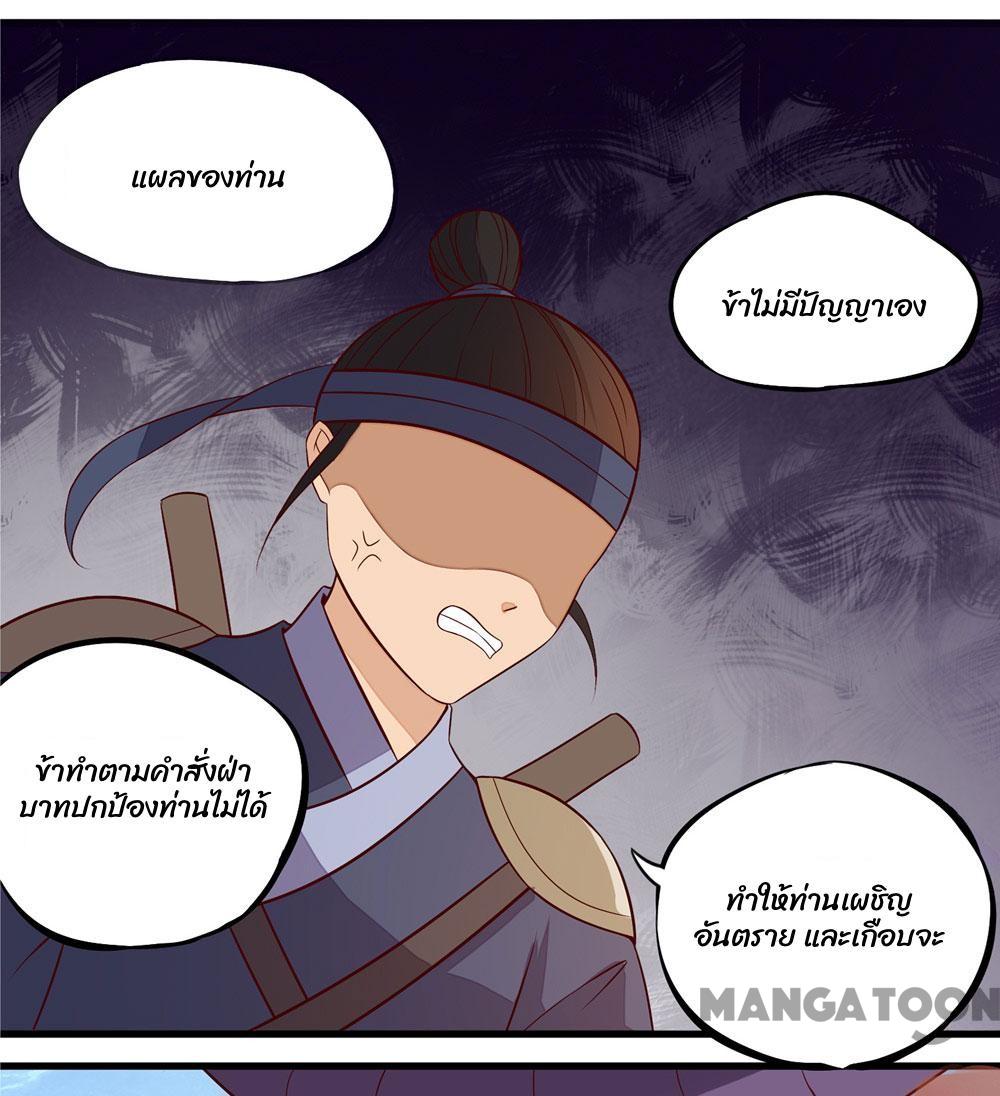 แผลของท่าน
ข้าไม่มีปัญญาเอง
ข้าทำตามคำสั่งฝ่า
บาทปกป้องท่านไม่ได้
ทำให้ท่านเผชิญ
อันตราย และเกือบจะ
MANGATOON